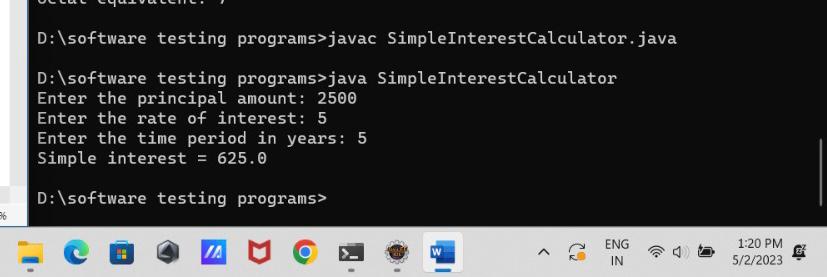 D:\software testing programs>javac SimpleInterestCalculator.java
D:\software testing programs>java SimpleInterestCalculator
Enter the principal amount: 2500
Enter the rate of interest: 5
Enter the time period in years: 5
Simple interest = 625.0
D:\software testing programs>
%
ENG
IN
1:20 PM
5/2/2023